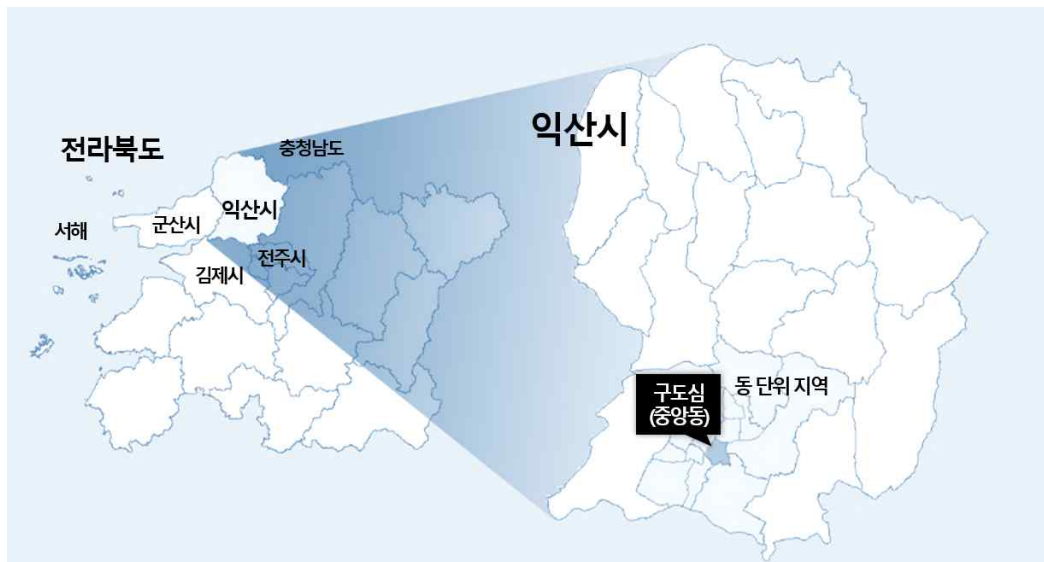 전라북도
충청남도
서해
군산시
익산시
전주시
김제시
익산시
구도심
(중앙동)
동 단위 지역